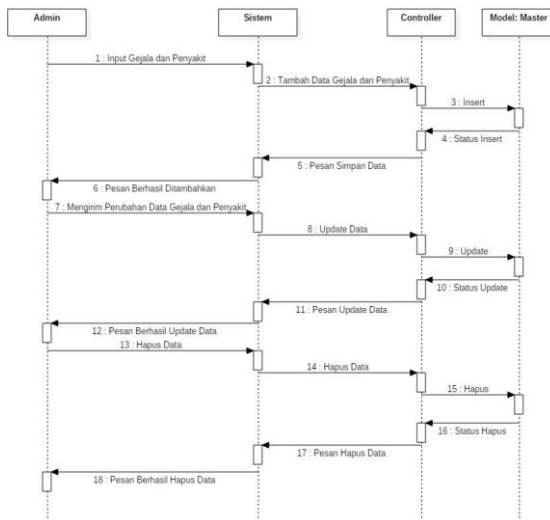 Admin
Sistem
Controller
Model: Master
1 : Input Gejala dan Penyakit
2 : Tambah Data Gejala dan Penyakit
3 : Insert
4 : Status Insert
5 : Pesan Simpan Data
6 : Pesan Berhasil Ditambahkan
7 : Mengirim Perubahan Data Gejala dan Penyakit
8 : Update Data
9 : Update
10 : Status Update
11 : Pesan Update Data
12 : Pesan Berhasil Update Data
13 : Hapus Data
14 : Hapus Data
15 : Hapus
16 : Status Hapus
17 : Pesan Hapus Data
18 : Pesan Berhasil Hapus Data